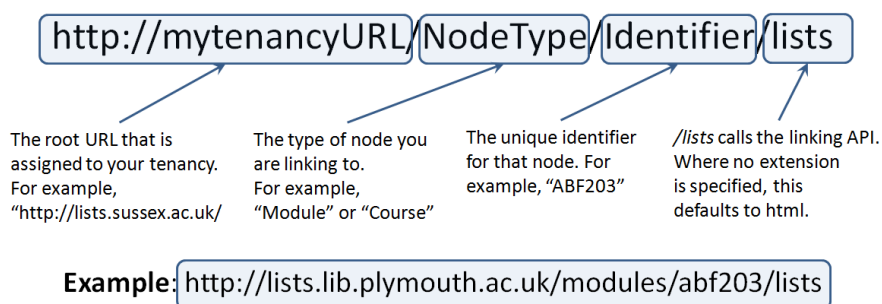 http://mytenancyURL/NodeType/Identifier/lists
The root URL that is
assigned to your tenancy.
For example,
“http://lists.sussex.ac.uk/
The type of node you
are linking to.
For example,
“Module” or “Course”
The unique identifier
for that node. For
example, “ABF203”
/lists calls the linking API.
Where no extension
is specified, this
defaults to html.
Example: http://lists.lib.plymouth.ac.uk/modules/abf203/lists